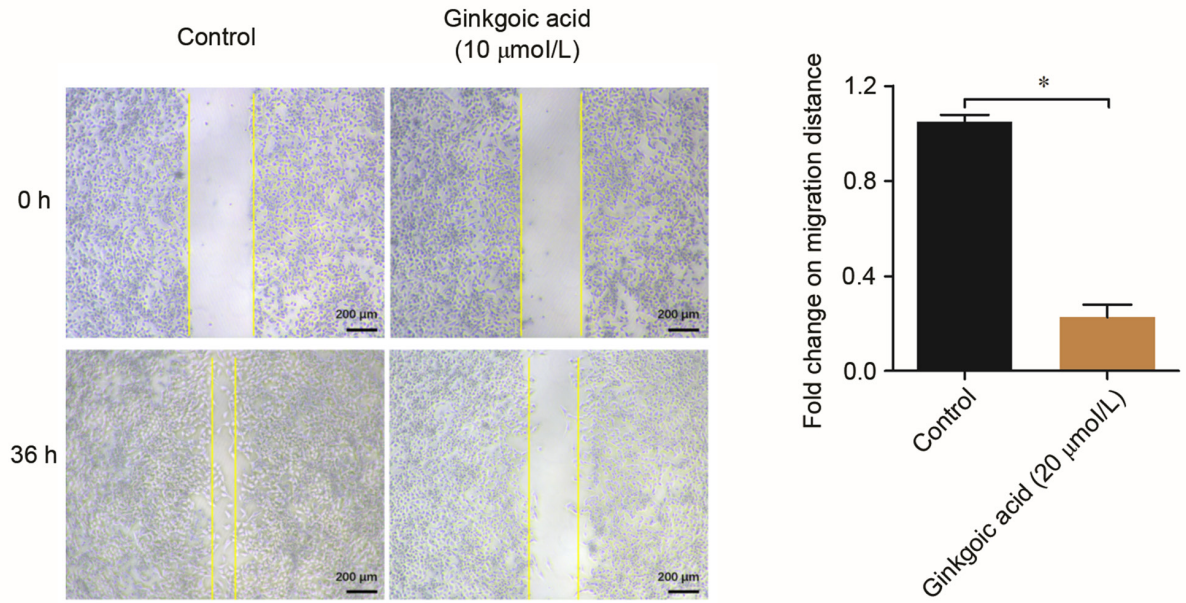 Control
Ginkgoic acid
(10 μmol/L)
0 h
200 μm
200 μm
36 h
200 μm
200 μm
Fold change on migration distance
1.2
0.8
0.4
0.0
*
Control
Ginkgoic acid (20 μmol/L)